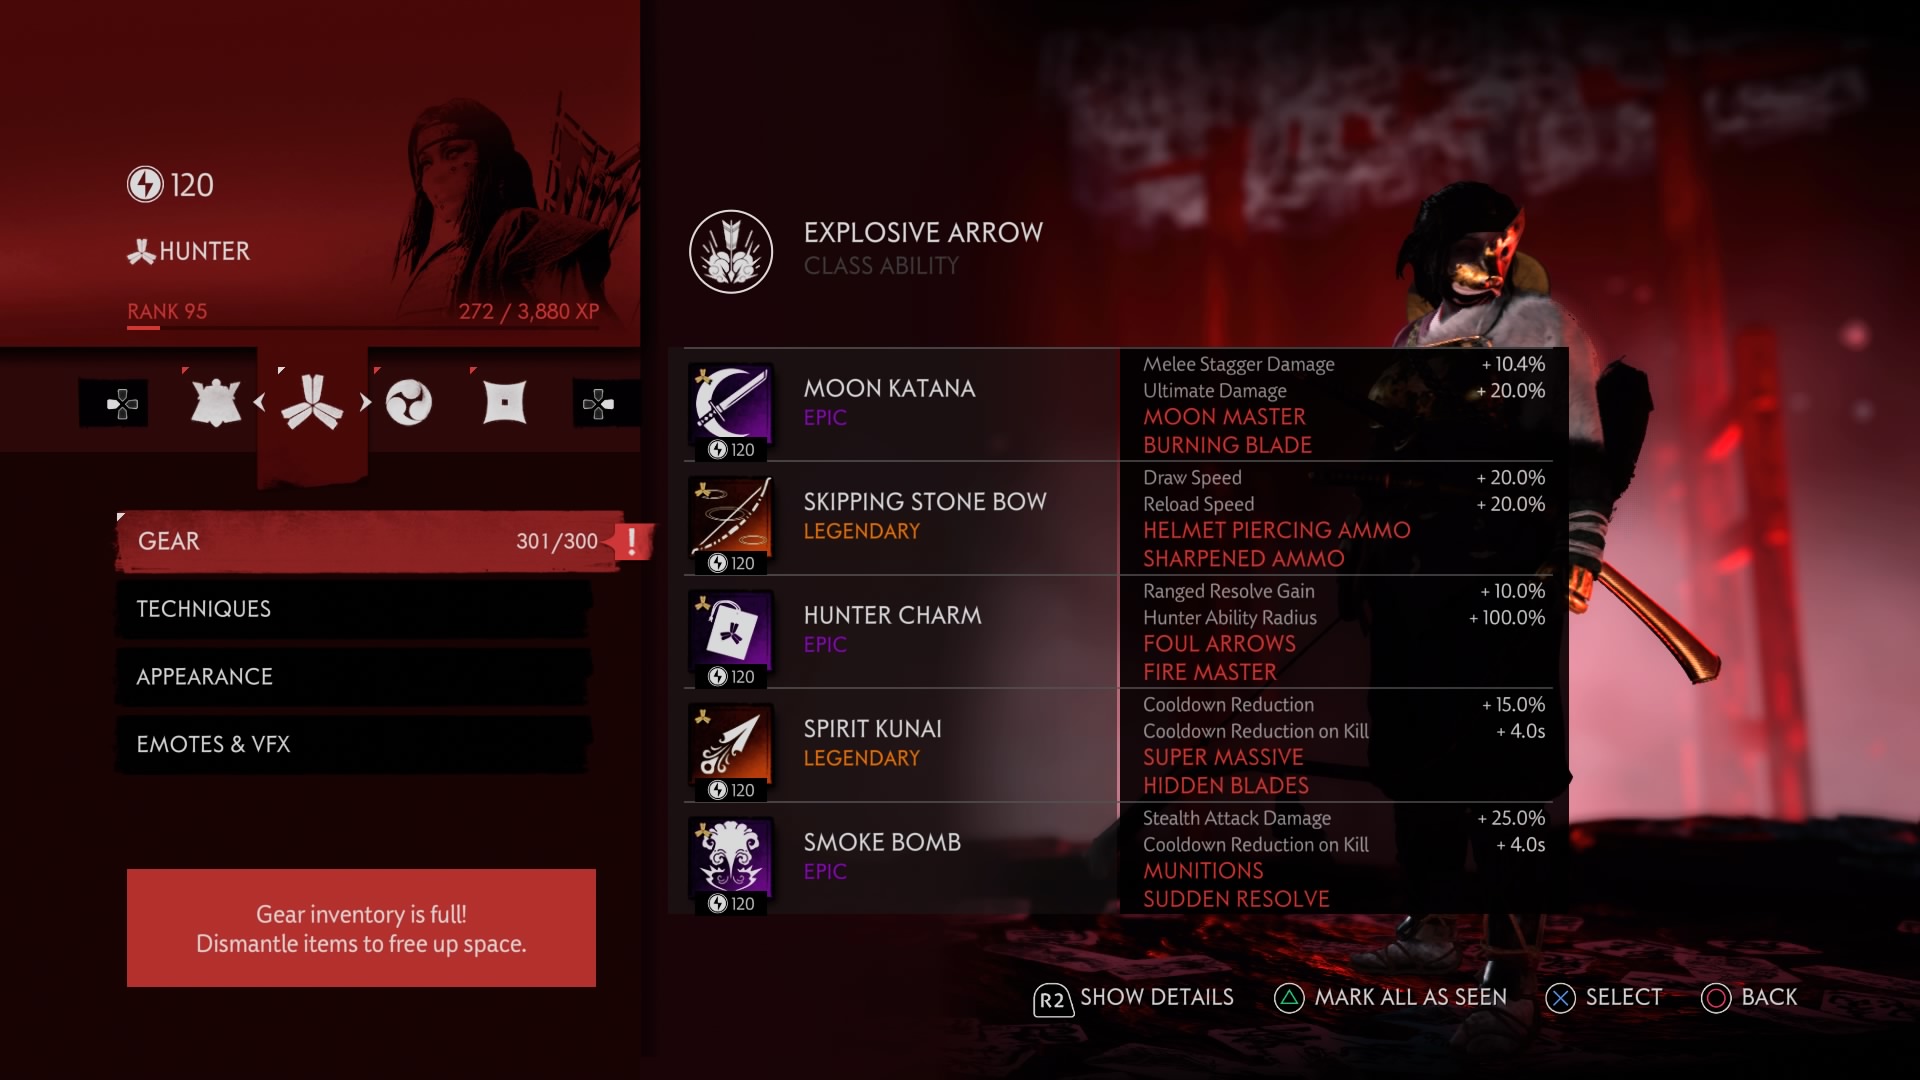 120
HUNTER
RANK 95 272 / 3,880 XP
GEAR 301/300 !
TECHNIQUES
APPEARANCE
EMOTES & VFX
Gear inventory is full!
Dismantle items to free up space.
EXPLOSIVE ARROW
CLASS ABILITY
MOON KATANA
EPIC
120
Melee Stagger Damage + 10.4%
Ultimate Damage + 20.0%
MOON MASTER
BURNING BLADE
SKIPPING STONE BOW
LEGENDARY
120
Draw Speed + 20.0%
Reload Speed + 20.0%
HELMET PIERCING AMMO
SHARPENED AMMO
HUNTER CHARM
EPIC
120
Ranged Resolve Gain + 10.0%
Hunter Ability Radius + 100.0%
FOUL ARROWS
FIRE MASTER
SPIRIT KUNAI
LEGENDARY
120
Cooldown Reduction + 15.0%
Cooldown Reduction on Kill + 4.0s
SUPER MASSIVE
HIDDEN BLADES
SMOKE BOMB
EPIC
120
Stealth Attack Damage + 25.0%
Cooldown Reduction on Kill + 4.0s
MUNITIONS
SUDDEN RESOLVE
R2 SHOW DETAILS MARK ALL AS SEEN SELECT BACK